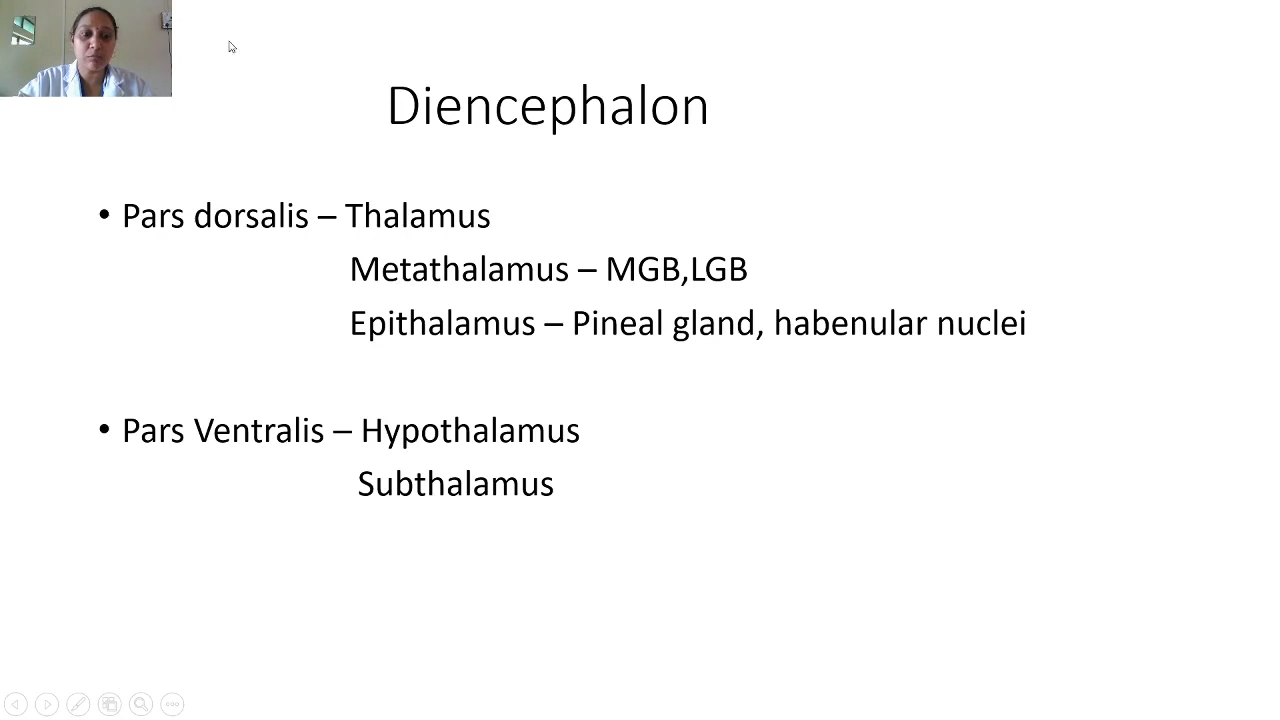 Diencephalon
• Pars dorsalis – Thalamus
Metathalamus – MGB,LGB
Epithalamus – Pineal gland, habenular nuclei
• Pars Ventralis – Hypothalamus
Subthalamus